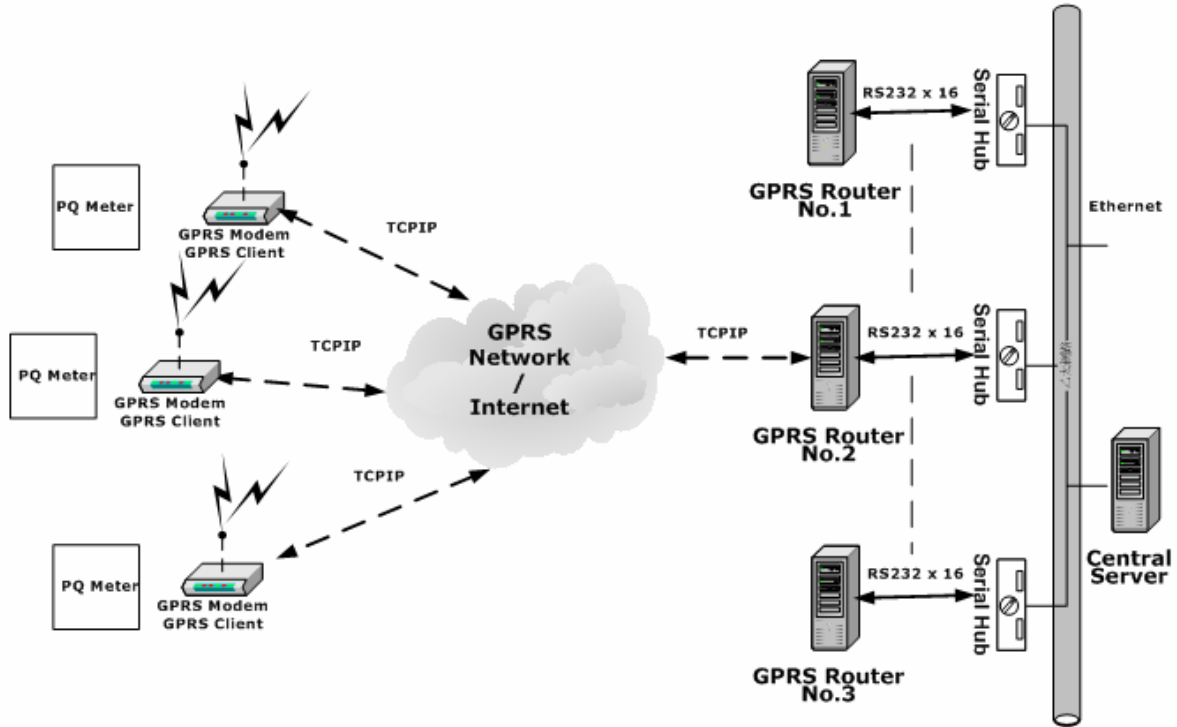 PQ Meter
GPRS Modem
GPRS Client
TCPIP
PQ Meter
GPRS Modem
GPRS Client
TCPIP
PQ Meter
GPRS Modem
GPRS Client
TCPIP
GPRS
Network
/
Internet
TCPIP
GPRS Router
No.1
RS232 x 16
Serial Hub
GPRS Router
No.2
RS232 x 16
Serial Hub
GPRS Router
No.3
RS232 x 16
Serial Hub
Ethernet
Central
Server